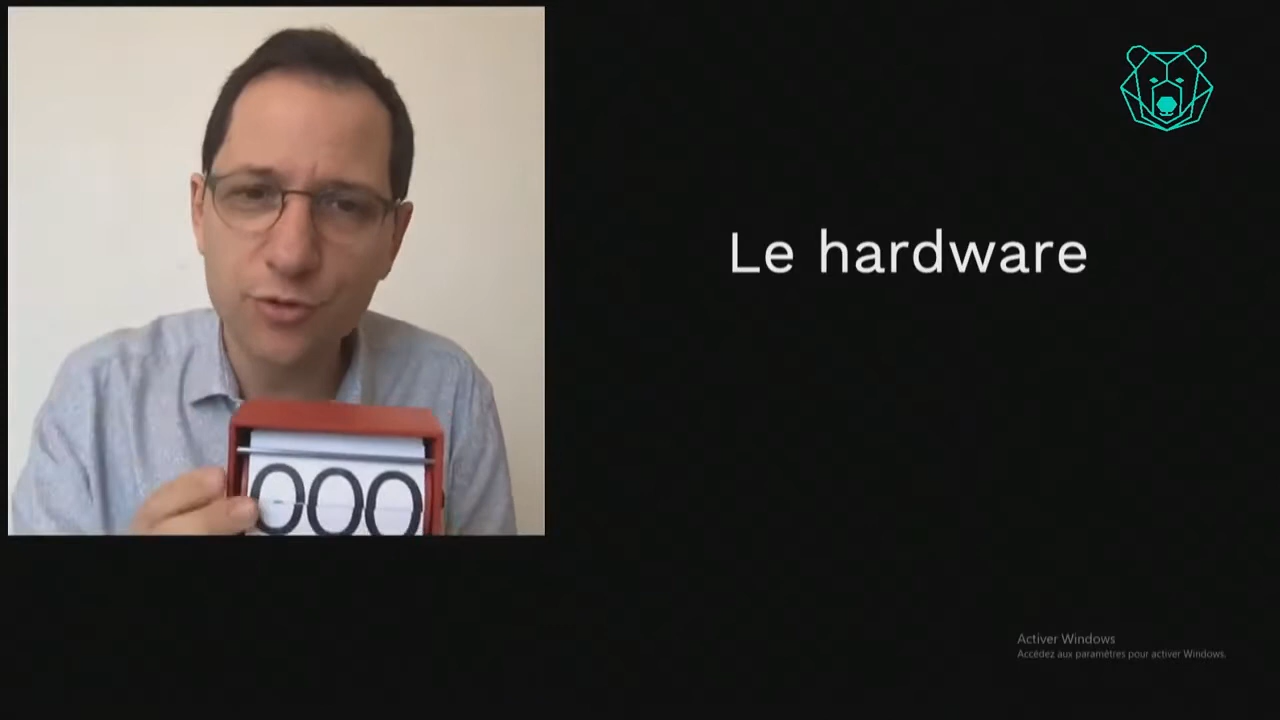 Le hardware
000
Activer Windows
Accédez aux paramètres pour activer Windows.